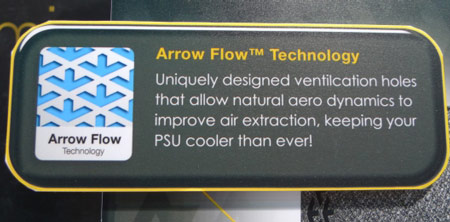 Arrow Flow™ Technology
Uniquely designed ventilcation holes
that allow natural aero dynamics to
improve air extraction, keeping your
PSU cooler than ever!
Arrow Flow
Technology